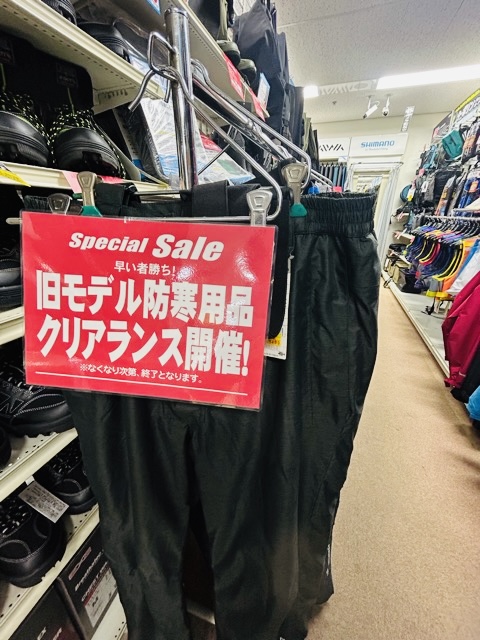 Special Sale
早い者勝ち!
旧モデル防寒用品
クリアランス開催!
※なくなり次第、終了となります。
DAIWA
SHIMANO